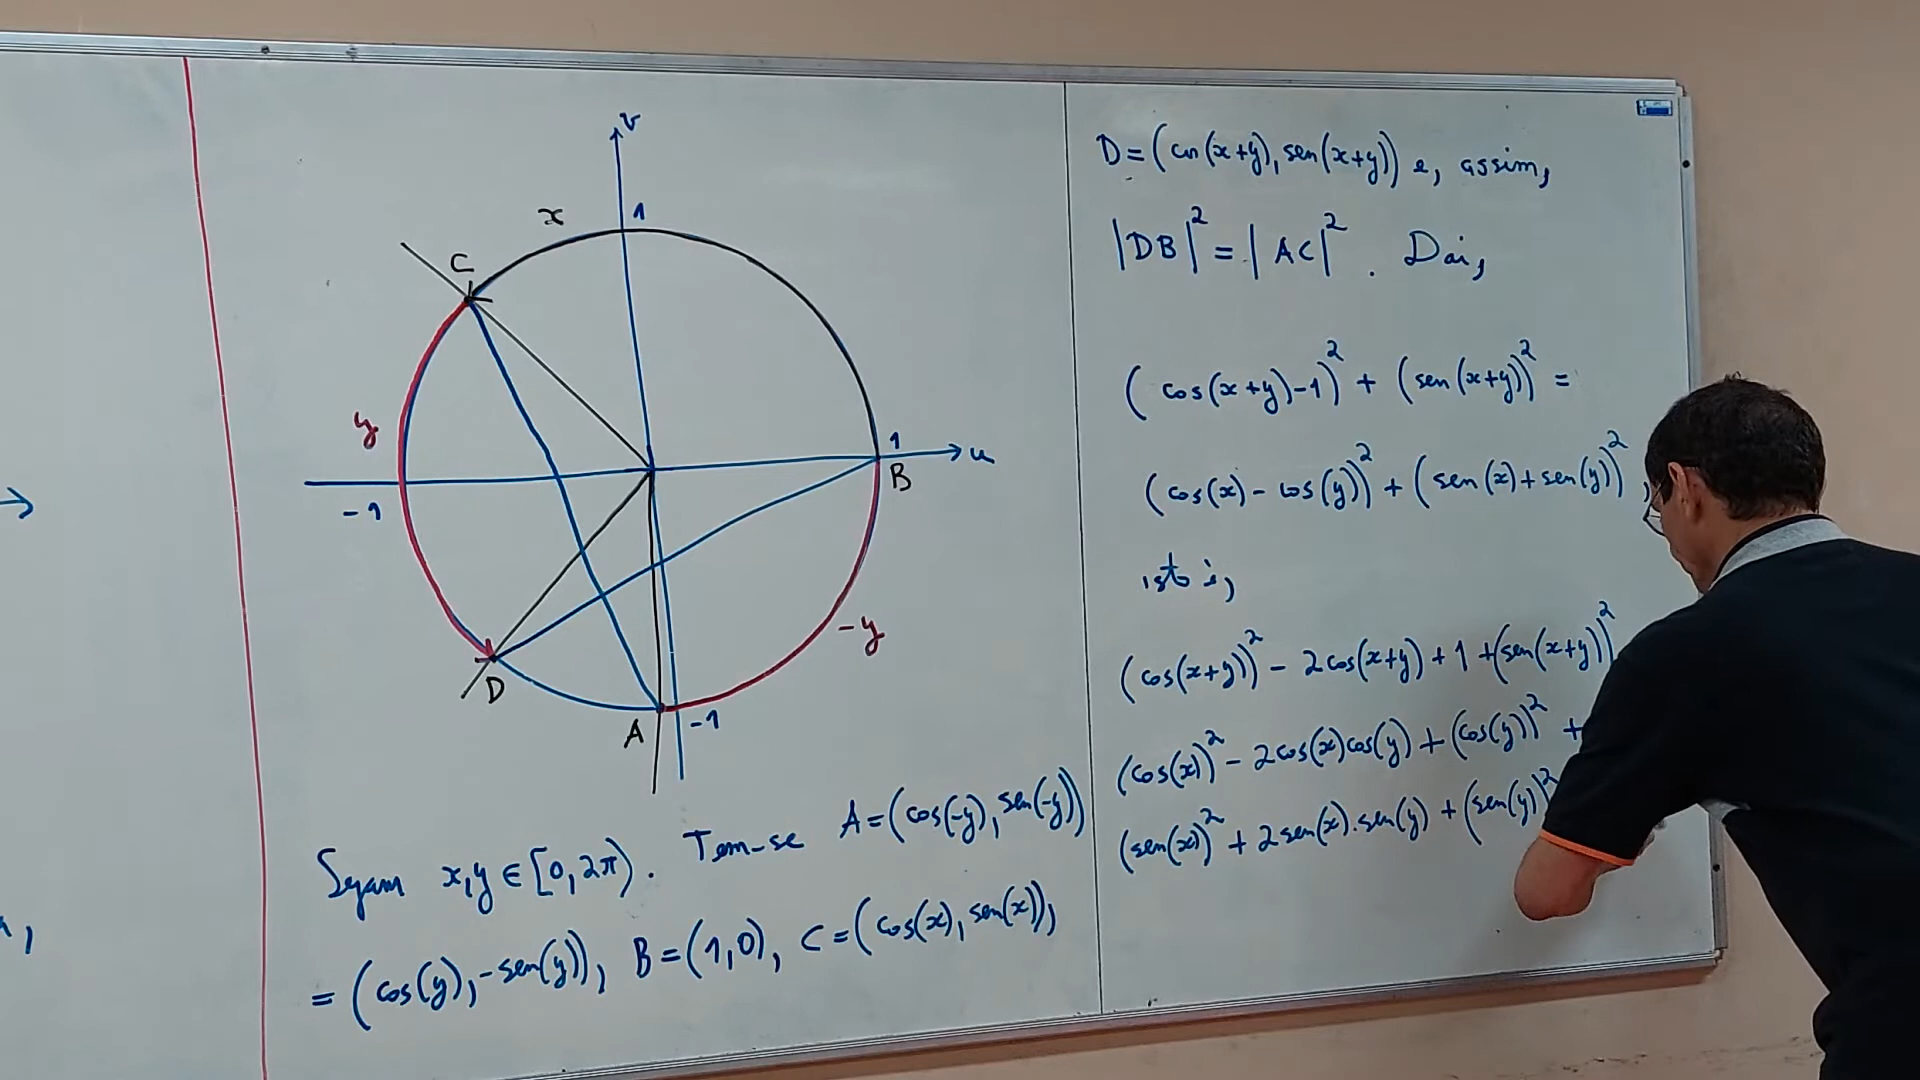 v
x
1
C
y
1
u
B
-1
-y
D
A
-1
Sejam x,y ∈ [0,2π). Tem-se A=(cos(-y), sen(-y))
= (cos(y), -sen(y)), B=(1,0), C=(cos(x), sen(x)),
D=(cos(x+y), sen(x+y)) e, assim,
|DB|² = |AC|². Daí,
(cos(x+y)-1)² + (sen(x+y))² =
(cos(x) - cos(y))² + (sen(x)+sen(y))²,
isto é,
(cos(x+y))² - 2cos(x+y) + 1 + (sen(x+y))²
(cos(x))² - 2cos(x)cos(y) + (cos(y))² +
(sen(x))² + 2sen(x).sen(y) + (sen(y))²